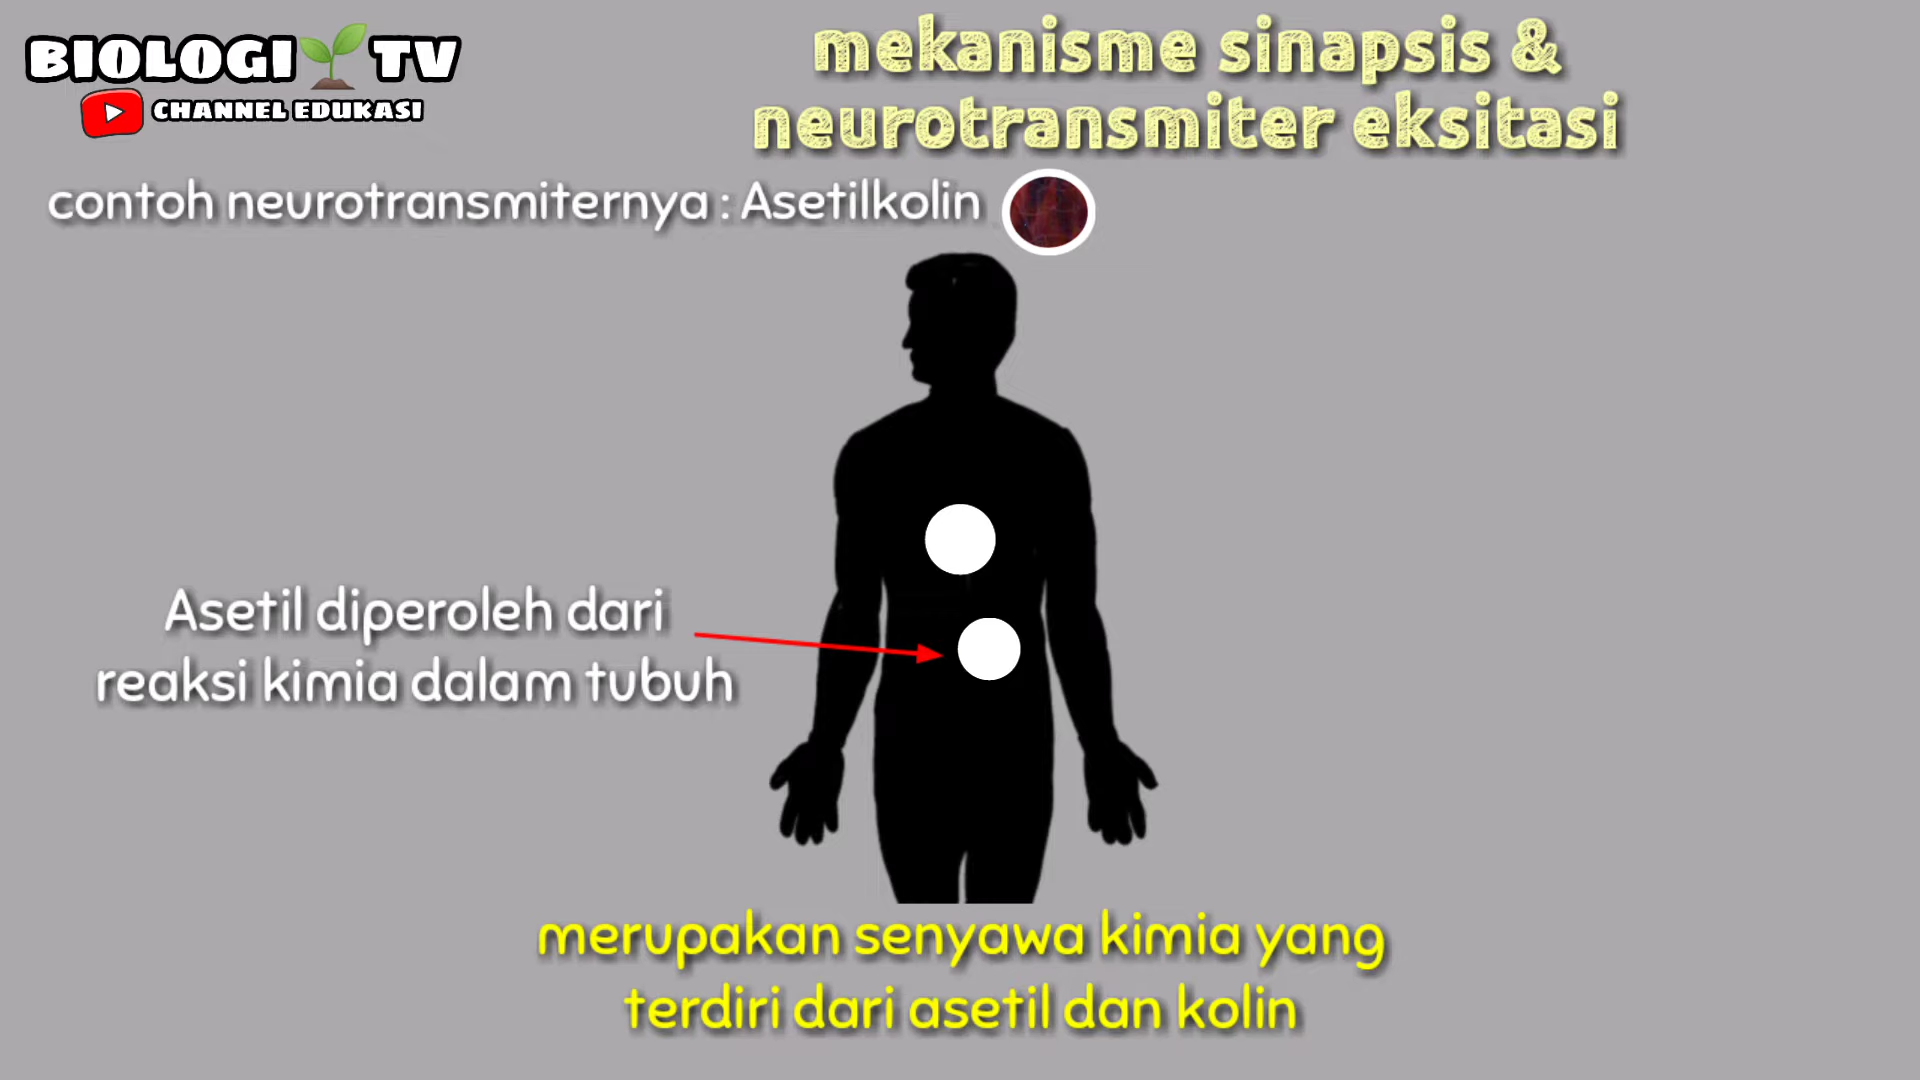 BIOLOGI TV
CHANNEL EDUKASI
mekanisme sinapsis &
neurotransmiter eksitasi
contoh neurotransmiternya : Asetilkolin
Asetil diperoleh dari
reaksi kimia dalam tubuh
merupakan senyawa kimia yang
terdiri dari asetil dan kolin